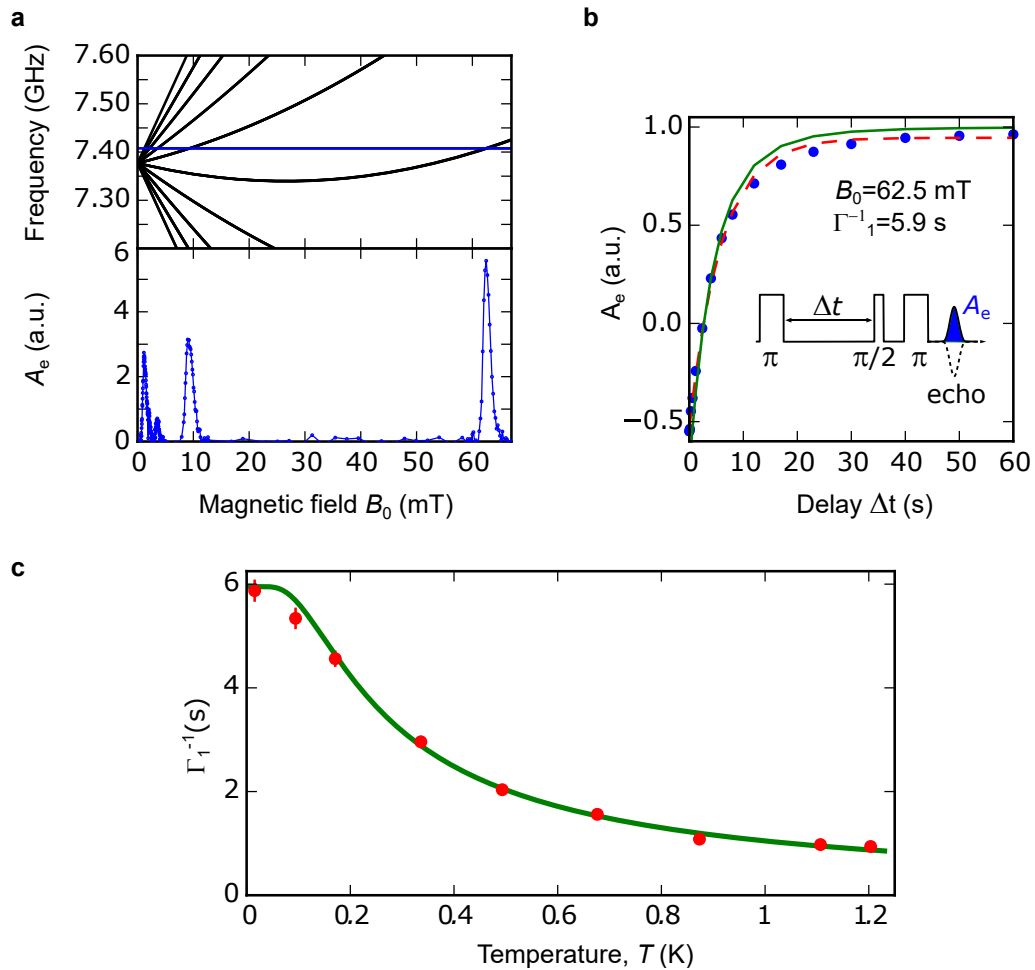 a
7.60
7.50
7.40
7.30
Frequency (GHz)
6
4
2
0
A_e (a.u.)
0 10 20 30 40 50 60
Magnetic field B_0 (mT)
b
1.0
0.5
0.0
−0.5
A_e (a.u.)
B_0=62.5 mT
Γ^{-1}_1=5.9 s
Δt
A_e
π π/2 π
echo
0 10 20 30 40 50 60
Delay Δt (s)
c
6
4
2
0
Γ_1^{-1}(s)
0 0.2 0.4 0.6 0.8 1 1.2
Temperature, T (K)